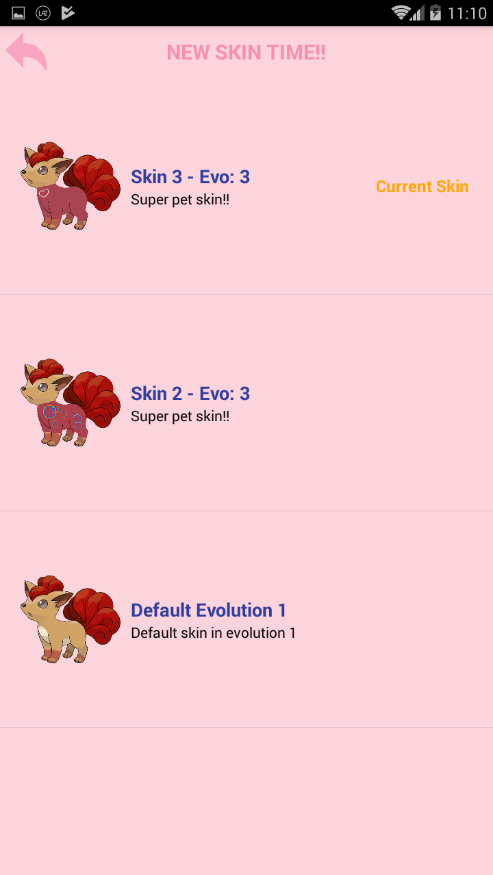 11:10
NEW SKIN TIME!!
Skin 3 - Evo: 3
Super pet skin!!
Current Skin
Skin 2 - Evo: 3
Super pet skin!!
Default Evolution 1
Default skin in evolution 1